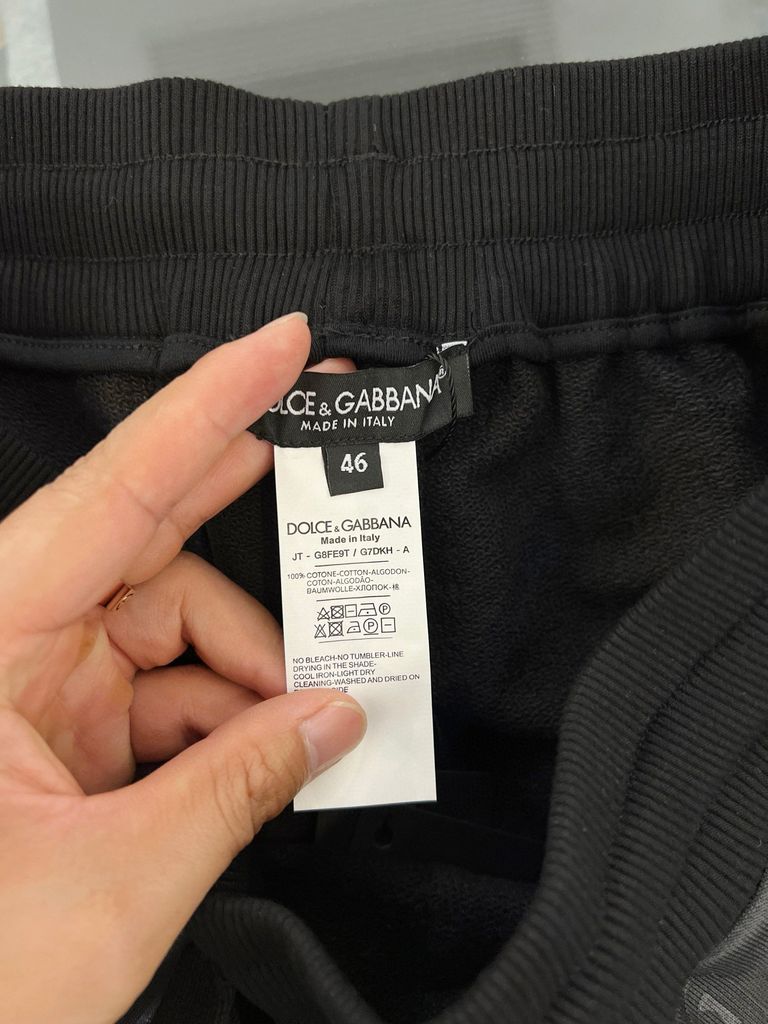 GABBANA®
MADE IN ITALY
46
DOLCE & GABBANA
Made in Italy
JT - G8FE9T / G7DKH - A
100% COTONE-COTTON-ALGODON-
COTON-ALGODÃO-
BAUMWOLLE-ХЛОПОК-棉
P
P
NO BLEACH-NO TUMBLER-LINE
DRYING IN THE SHADE-
COOL IRON-LIGHT DRY
CLEANING-WASHED AND DRIED ON